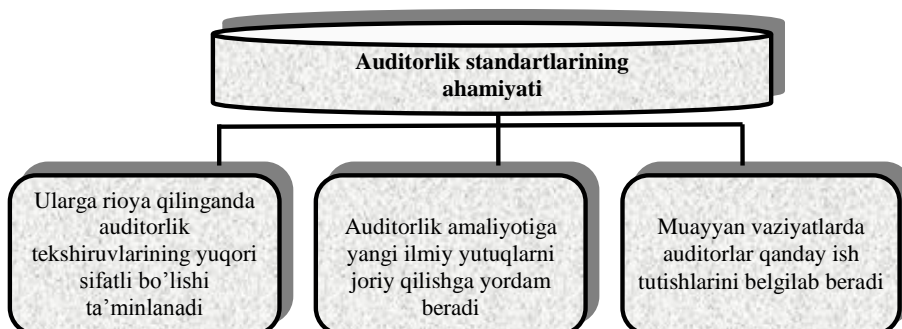 Auditorlik standartlarining
ahamiyati
Ularga rioya qilinganda
auditorlik
tekshiruvlarining yuqori
sifatli bo’lishi
ta’minlanadi
Auditorlik amaliyotiga
yangi ilmiy yutuqlarni
joriy qilishga yordam
beradi
Muayyan vaziyatlarda
auditorlar qanday ish
tutishlarini belgilab beradi